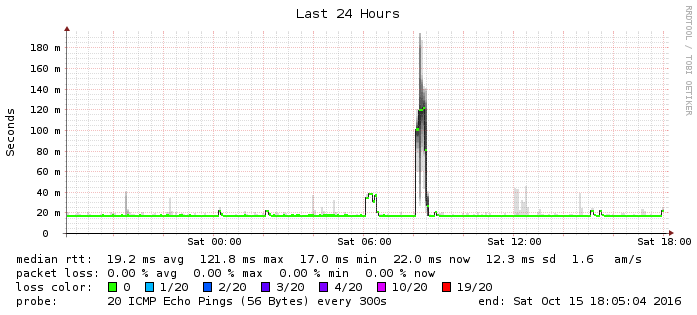 Last 24 Hours
RRDTOOL / TOBI OETIKER
Seconds
180 m
160 m
140 m
120 m
100 m
80 m
60 m
40 m
20 m
0
Sat 00:00 Sat 06:00 Sat 12:00 Sat 18:00
median rtt: 19.2 ms avg 121.8 ms max 17.0 ms min 22.0 ms now 12.3 ms sd 1.6 am/s
packet loss: 0.00 % avg 0.00 % max 0.00 % min 0.00 % now
loss color: 0 1/20 2/20 3/20 4/20 10/20 19/20
probe: 20 ICMP Echo Pings (56 Bytes) every 300s end: Sat Oct 15 18:05:04 2016